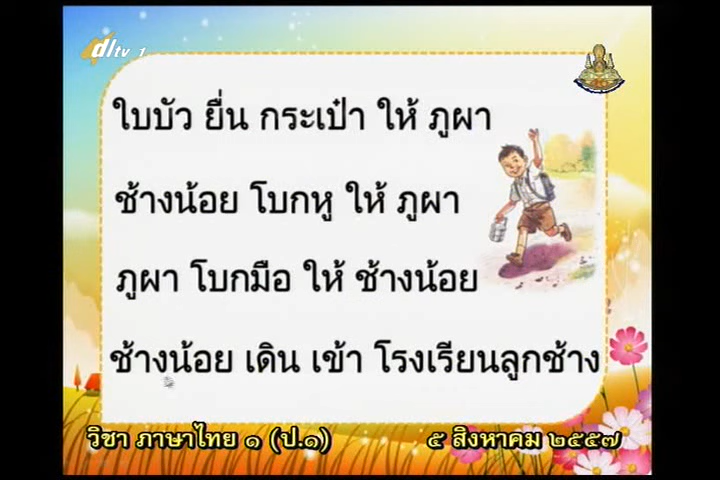 dltv 1
ใบบัว ยื่น กระเป๋า ให้ ภูผา
ช้างน้อย โบกหู ให้ ภูผา
ภูผา โบกมือ ให้ ช้างน้อย
ช้างน้อย เดิน เข้า โรงเรียนลูกช้าง
วิชา ภาษาไทย ๑ (ป.๑)
๕ สิงหาคม ๒๕๕๗